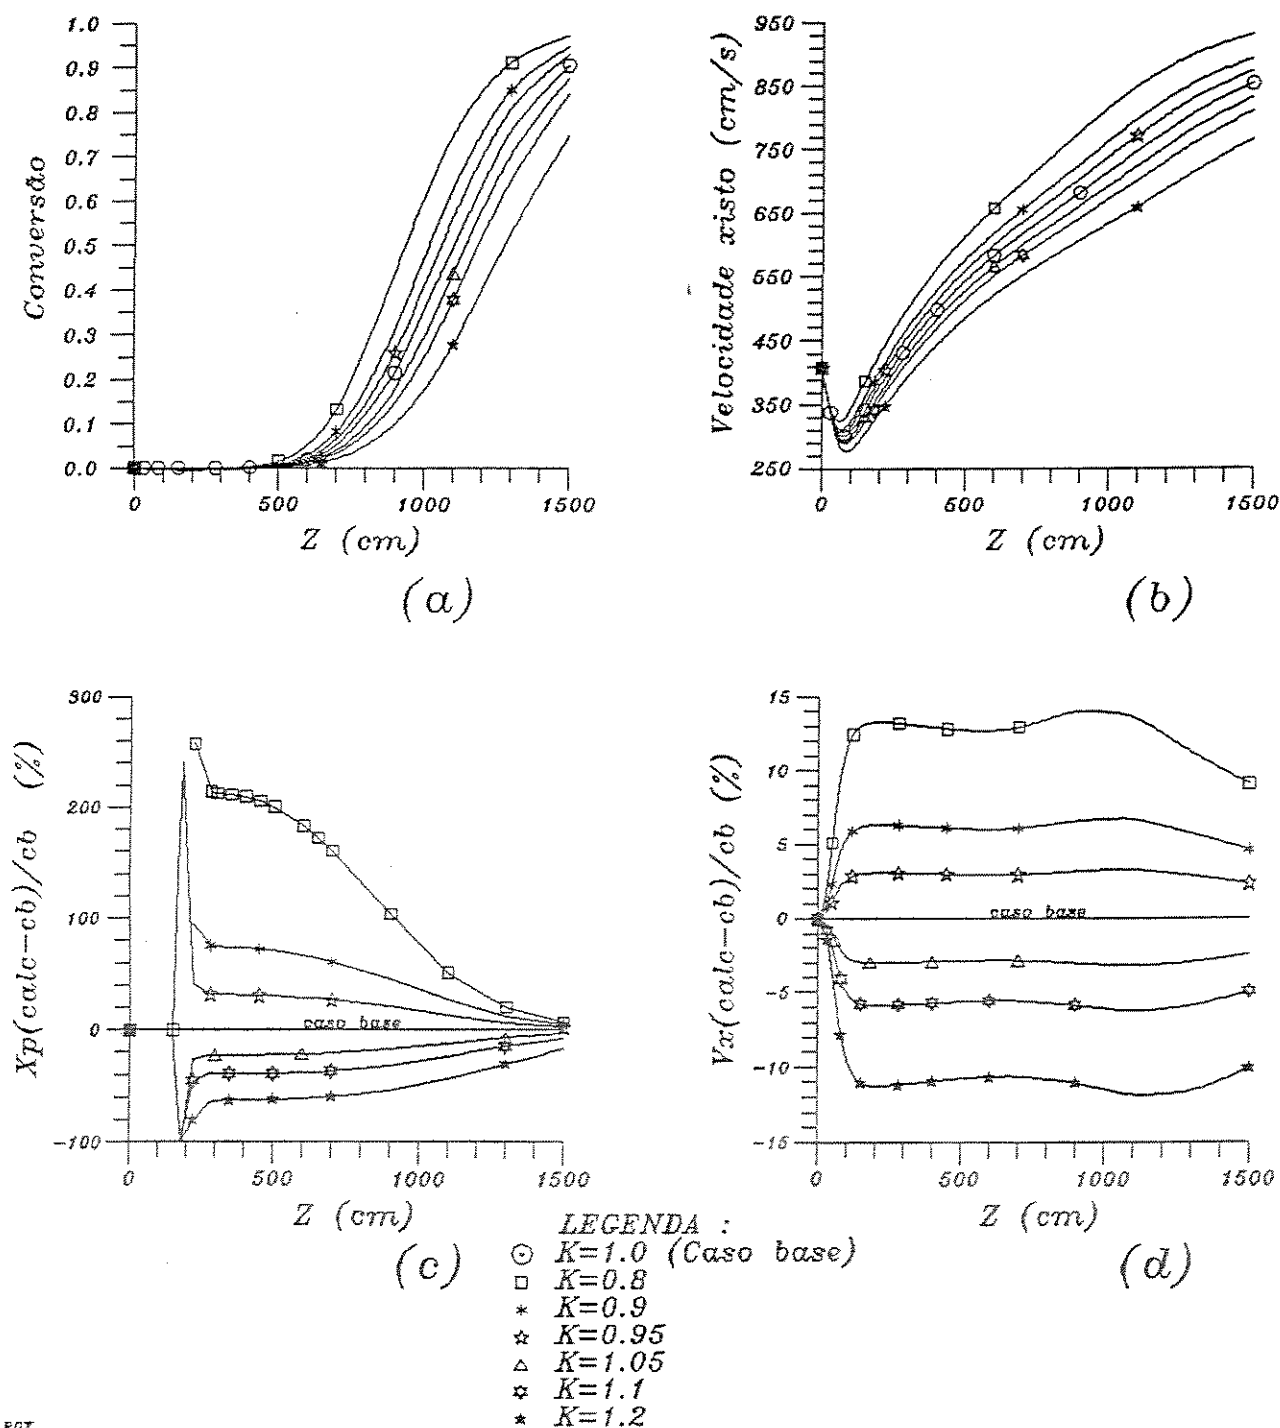 1.0
0.9
0.8
0.7
0.6
0.5
0.4
0.3
0.2
0.1
0.0
Conversão
0 500 1000 1500
Z (cm)
(a)
950
850
750
650
550
450
350
250
Velocidade xisto (cm/s)
0 500 1000 1500
Z (cm)
(b)
300
200
100
0
-100
Xp(calc-cb)/cb (%)
caso base
0 500 1000 1500
Z (cm)
(c)
15
10
5
0
-5
-10
-15
Vx(calc-cb)/cb (%)
caso base
0 500 1000 1500
Z (cm)
(d)
LEGENDA :
K=1.0 (Caso base)
K=0.8
K=0.9
K=0.95
K=1.05
K=1.1
K=1.2